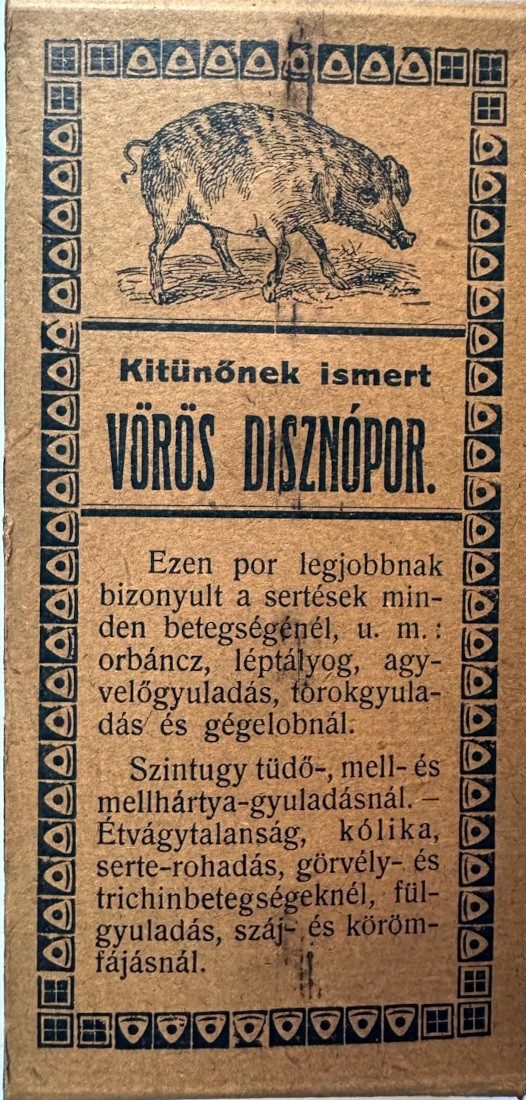 Kitünőnek ismert
VÖRÖS DISZNÓPOR.
Ezen por legjobbnak
bizonyult a sertések min-
den betegségénél, u. m.:
orbáncz, léptályog, agy-
velőgyuladás, torokgyula-
dás és gégelobnál.
Szintugy tüdő-, mell- és
mellhártya-gyuladásnál. –
Étvágytalanság, kólika,
serte-rohadás, görvély- és
trichinbetegségeknél, fül-
gyuladás, száj- és köröm-
fájásnál.